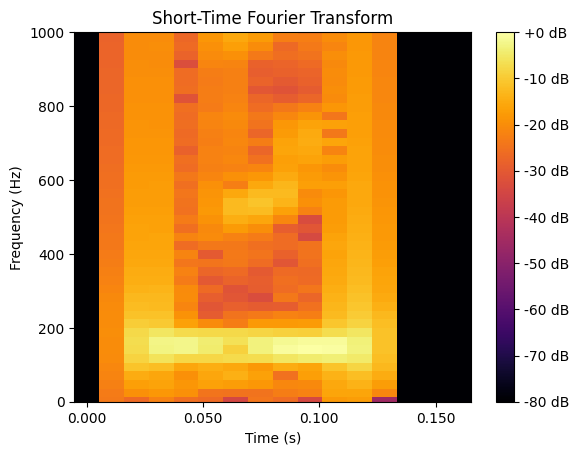 Short-Time Fourier Transform
1000
800
600
400
200
0
Frequency (Hz)
0.000
0.050
0.100
0.150
Time (s)
+0 dB
-10 dB
-20 dB
-30 dB
-40 dB
-50 dB
-60 dB
-70 dB
-80 dB